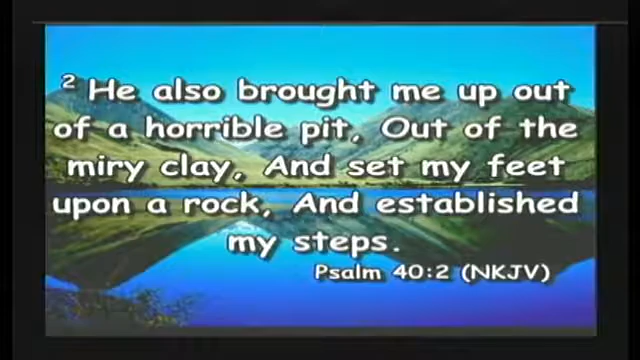 2 He also brought me up out
of a horrible pit, Out of the
miry clay, And set my feet
upon a rock, And established
my steps.
Psalm 40:2 (NKJV)